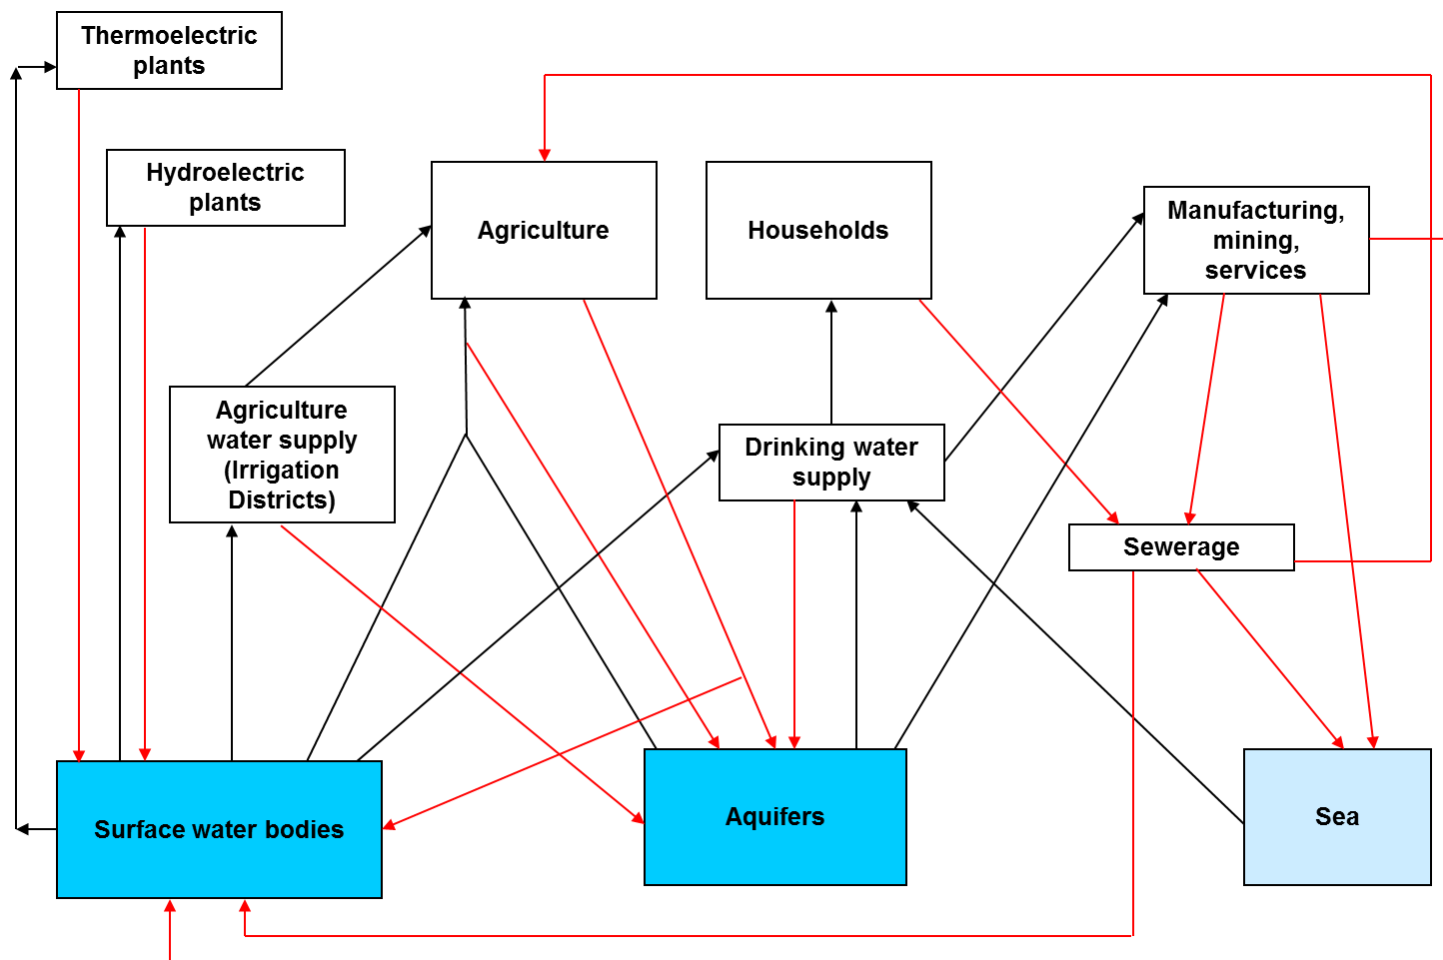 Thermoelectric
plants
Hydroelectric
plants
Agriculture
Households
Manufacturing,
mining,
services
Agriculture
water supply
(Irrigation
Districts)
Drinking water
supply
Sewerage
Surface water bodies
Aquifers
Sea